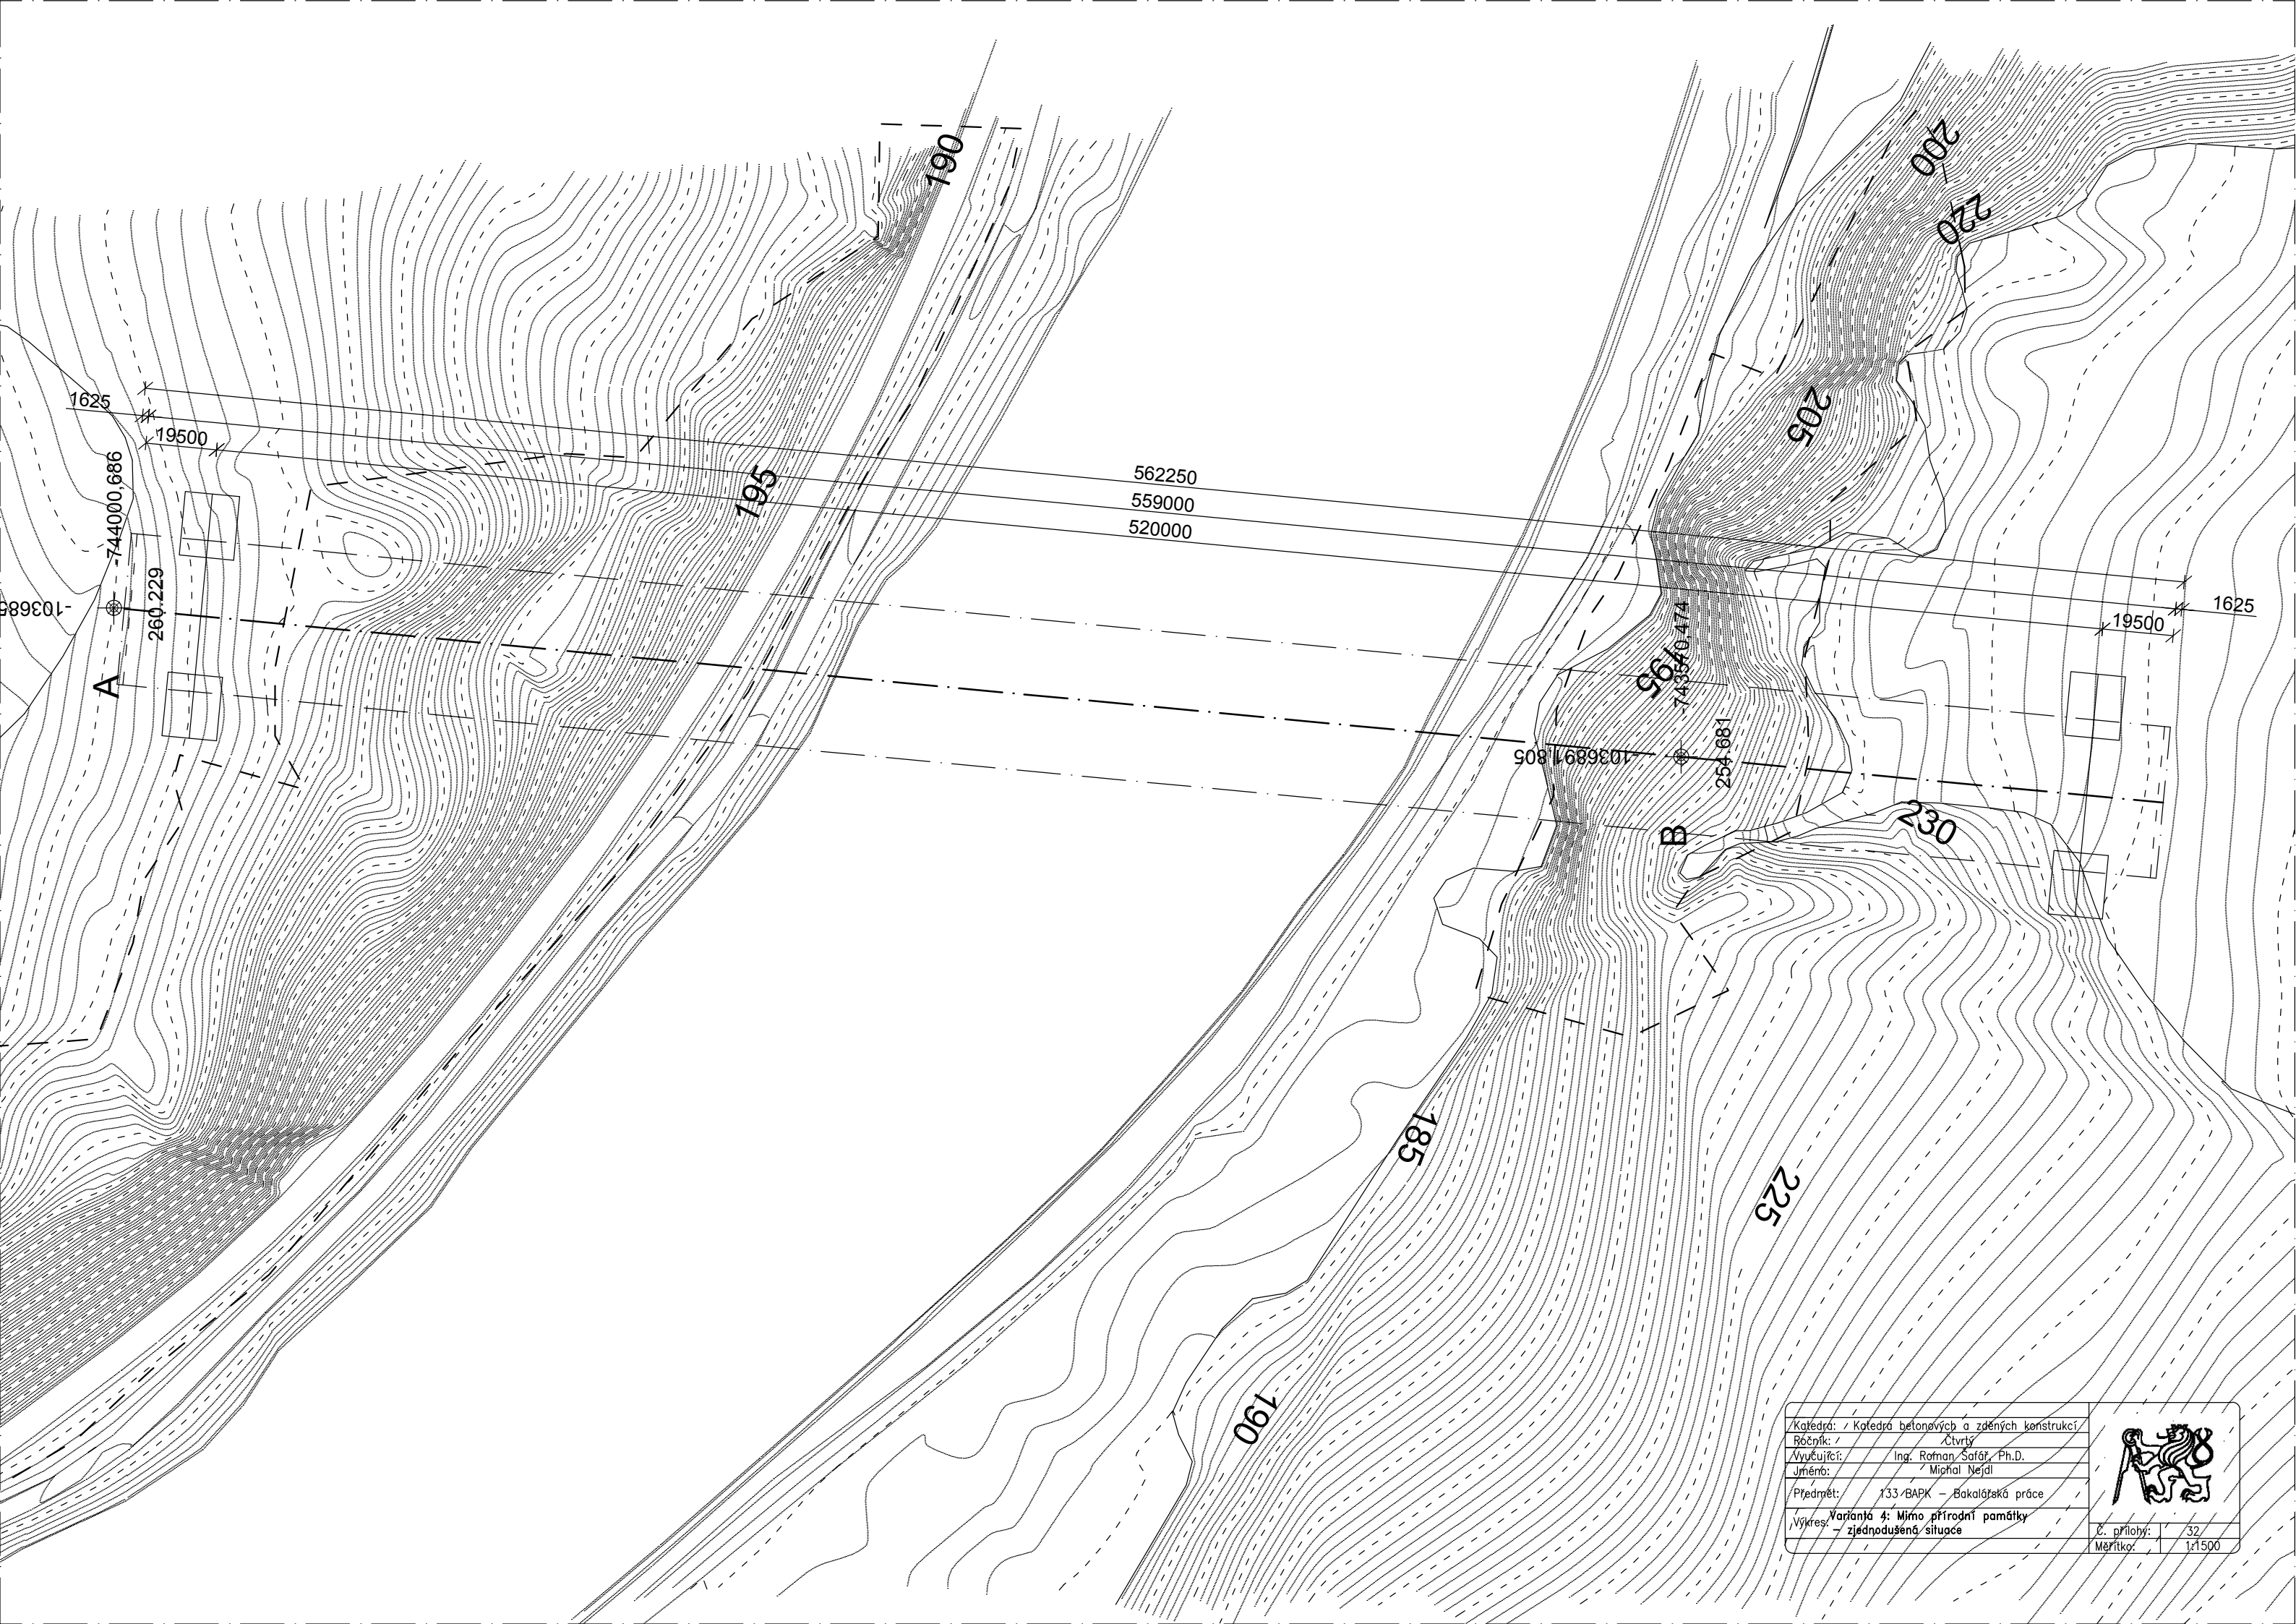 190
200
220
1625
19500
205
562250
559000
520000
195
-744000,686
-103685
260.229
A
1625
19500
195
-743570,474
-1036891,805
254,681
B
230
185
225
190
Katedra: Katedra betonových a zděných konstrukcí
Ročník: Čtvrtý
Vyučující: Ing. Roman Šafář, Ph.D.
Jméno: Michal Nejdl
Předmět: 133 BAPK – Bakalářská práce
Výkres: Varianta 4: Mimo přírodní památky
– zjednodušená situace
Č. přílohy: 32
Měřítko: 1:1500